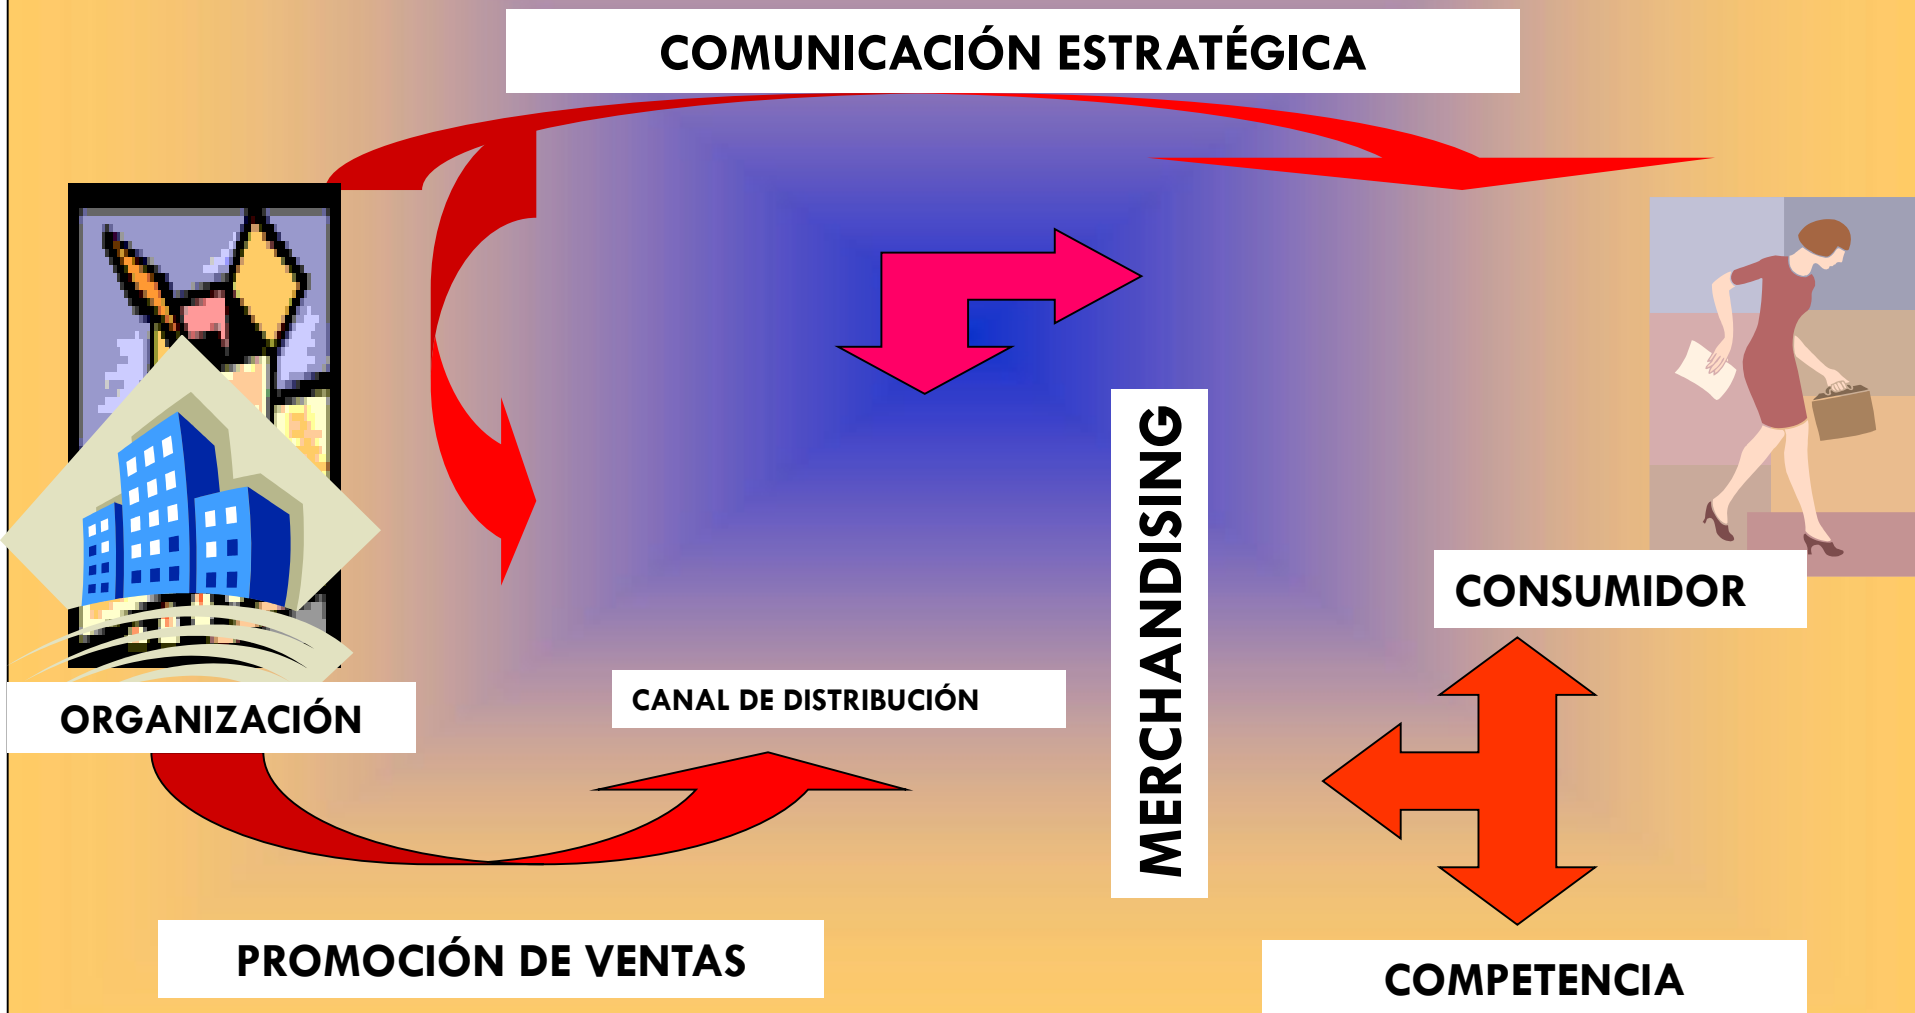 COMUNICACIÓN ESTRATÉGICA
MERCHANDISING
CONSUMIDOR
ORGANIZACIÓN
CANAL DE DISTRIBUCIÓN
PROMOCIÓN DE VENTAS
COMPETENCIA